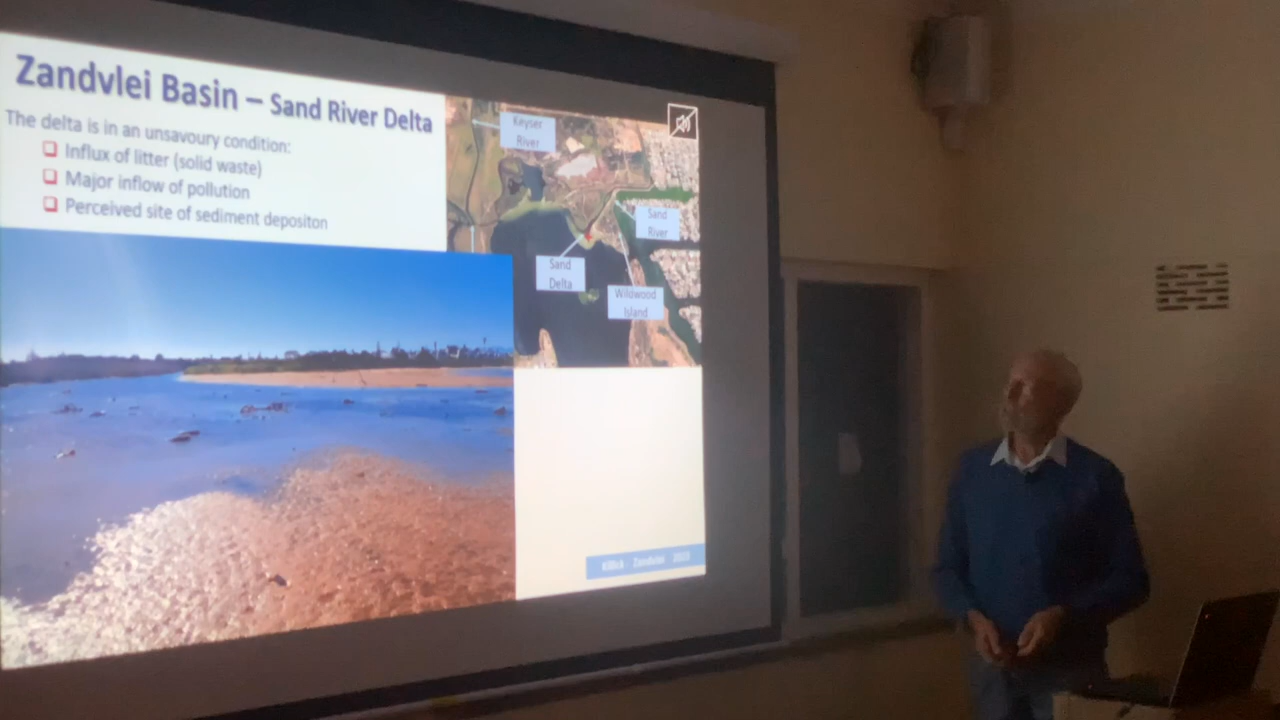 Zandvlei Basin – Sand River Delta
The delta is in an unsavoury condition:
Influx of litter (solid waste)
Major inflow of pollution
Perceived site of sediment depositon
Keyser
River
Sand
River
Sand
Delta
Wildwood
Island
Zandvlei